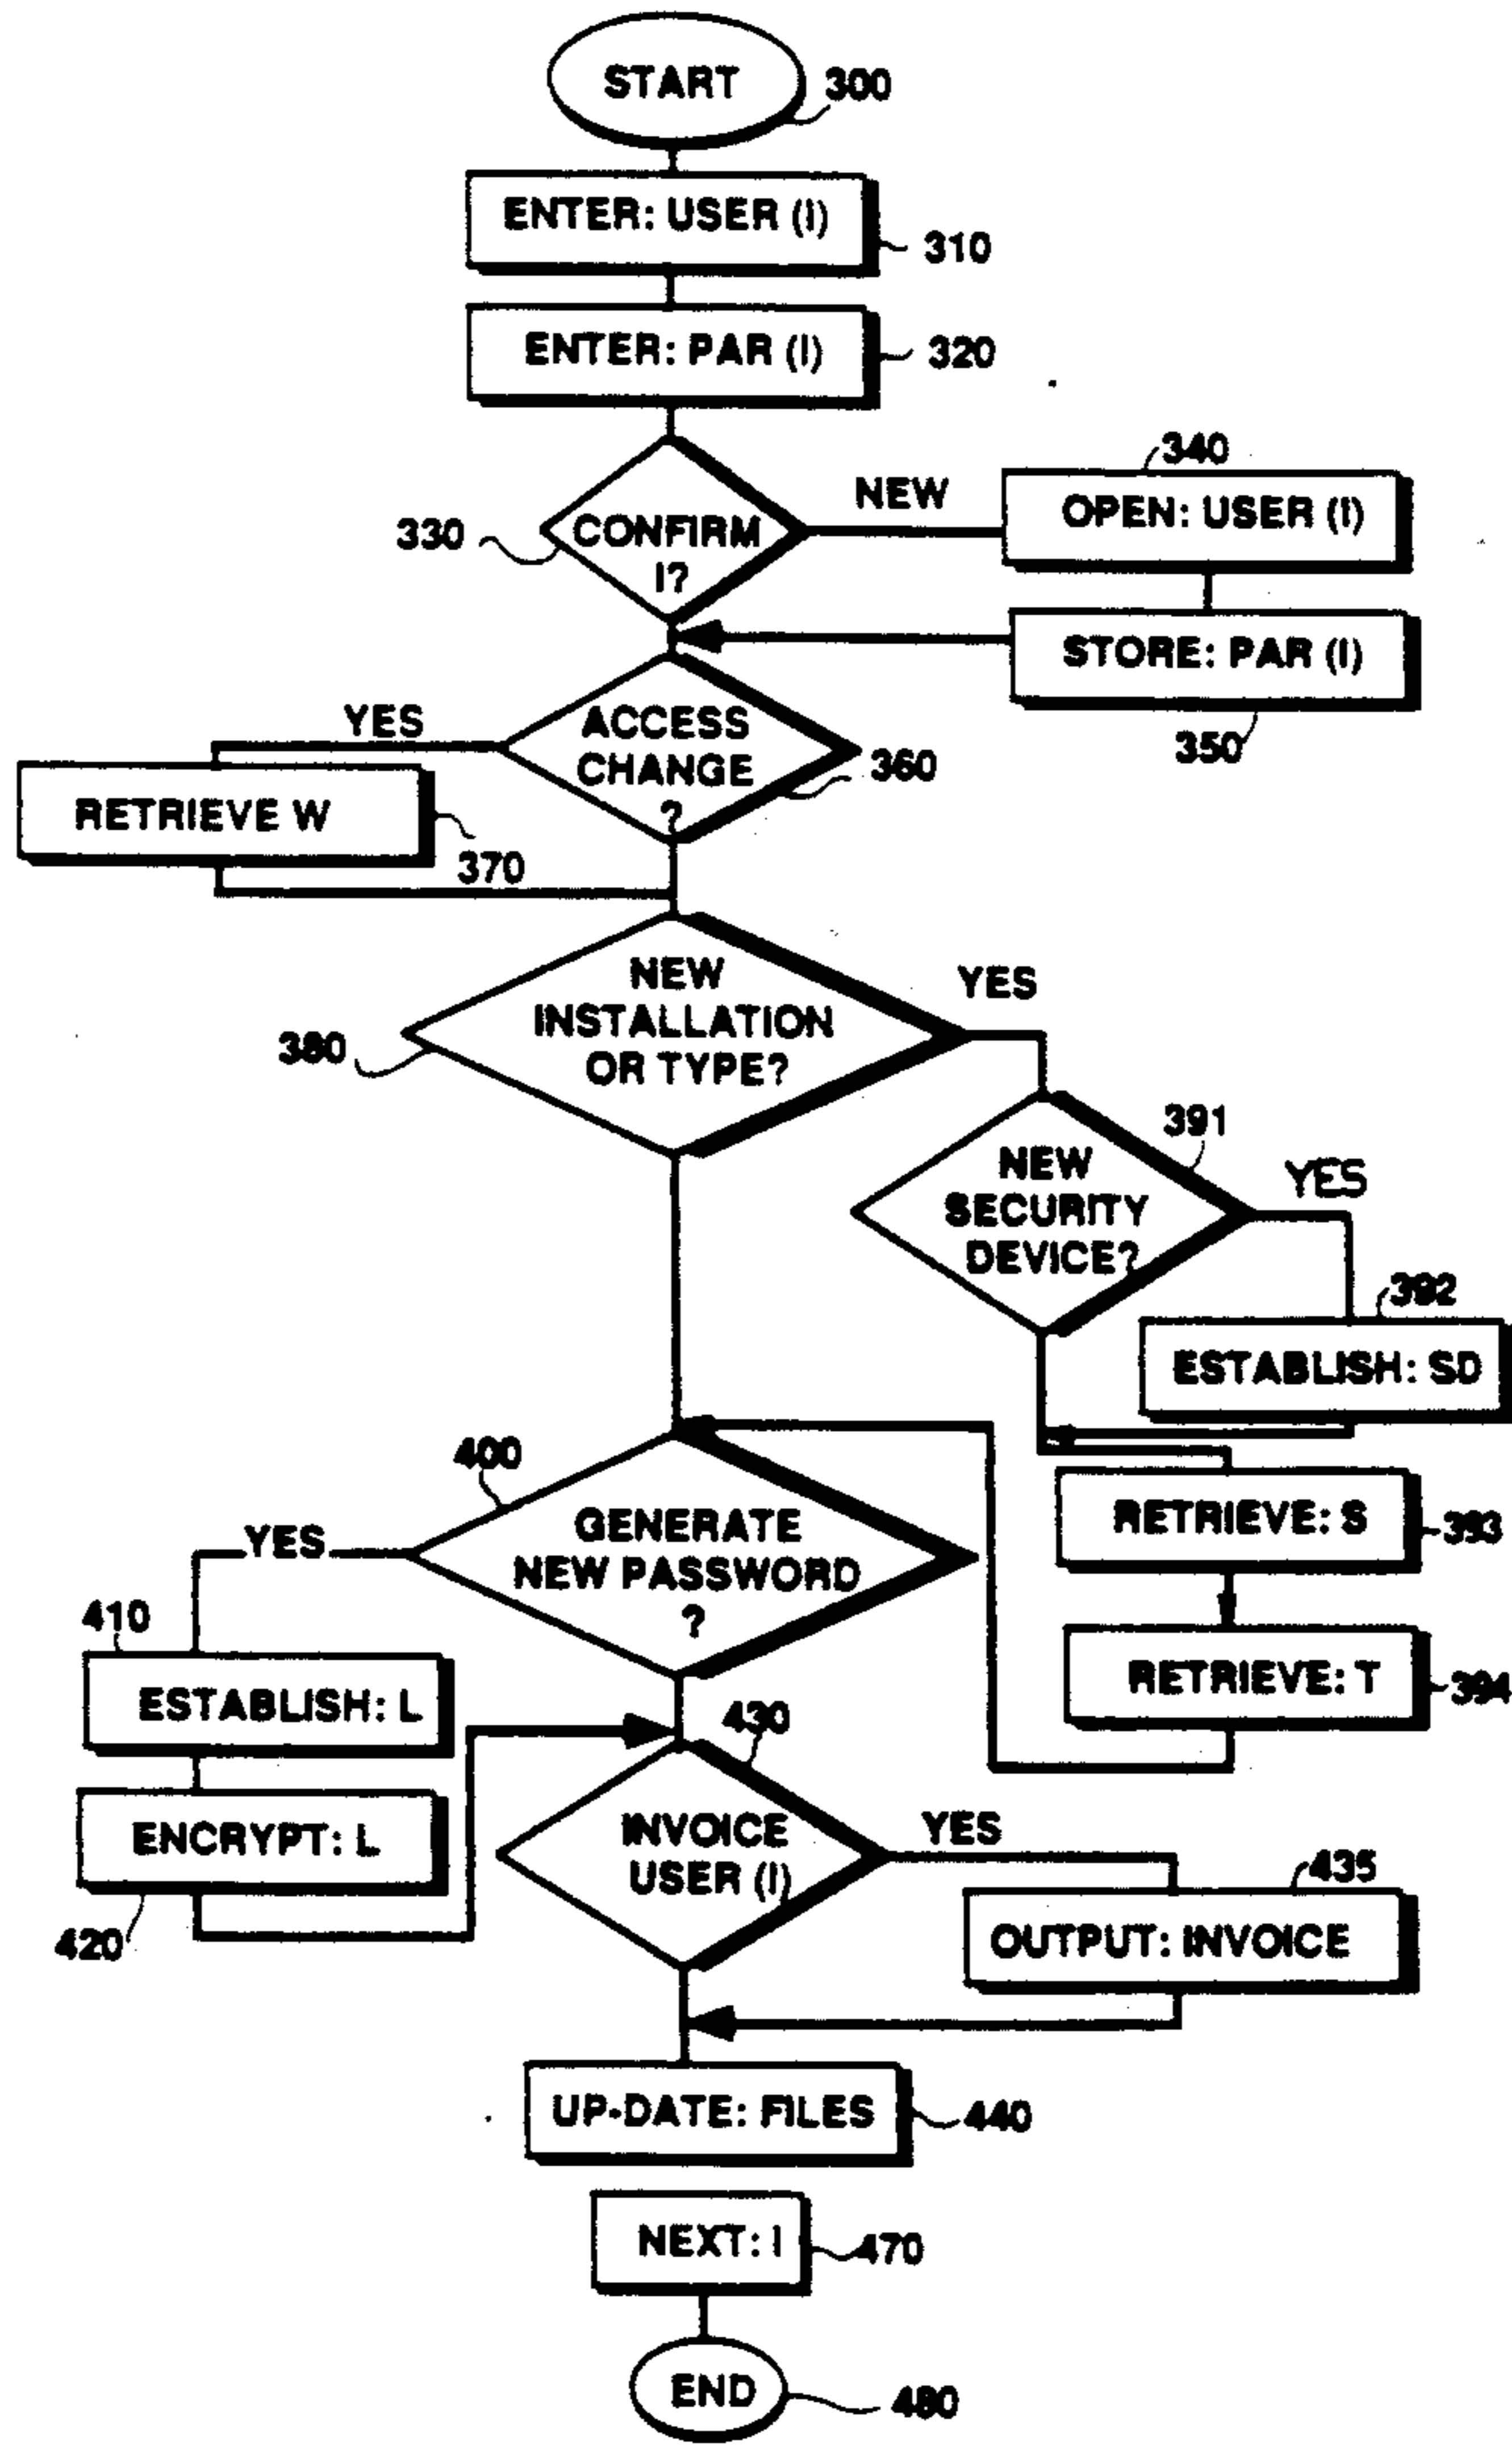 START
300
ENTER: USER (I)
310
ENTER: PAR (I)
320
340
NEW
OPEN: USER (I)
330
CONFIRM
I?
STORE: PAR (I)
350
YES
ACCESS
CHANGE
?
360
RETRIEVE W
370
NEW
INSTALLATION
OR TYPE?
YES
380
391
NEW
SECURITY
DEVICE?
YES
392
ESTABLISH: SD
400
GENERATE
NEW PASSWORD
?
YES
RETRIEVE: S
393
410
ESTABLISH: L
RETRIEVE: T
394
430
ENCRYPT: L
420
INVOICE
USER (I)
YES
435
OUTPUT: INVOICE
UP-DATE: FILES
440
NEXT: I
470
END
480